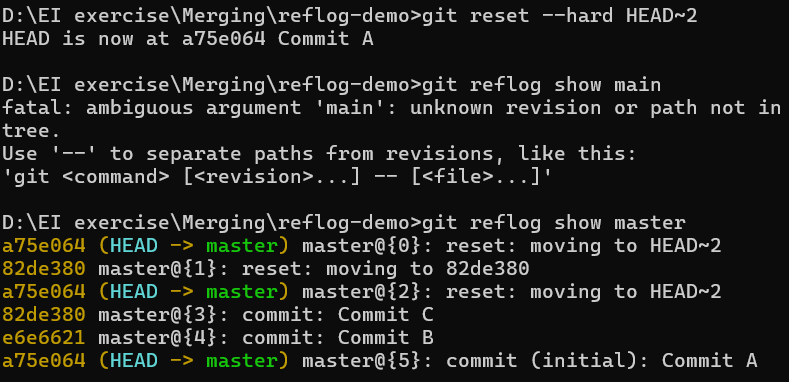 D:\EI exercise\Merging\reflog-demo>git reset --hard HEAD~2
HEAD is now at a75e064 Commit A
D:\EI exercise\Merging\reflog-demo>git reflog show main
fatal: ambiguous argument 'main': unknown revision or path not in
tree.
Use '--' to separate paths from revisions, like this:
'git <command> [<revision>...] -- [<file>...]'
D:\EI exercise\Merging\reflog-demo>git reflog show master
a75e064 (HEAD -> master) master@{0}: reset: moving to HEAD~2
82de380 master@{1}: reset: moving to 82de380
a75e064 (HEAD -> master) master@{2}: reset: moving to HEAD~2
82de380 master@{3}: commit: Commit C
e6e6621 master@{4}: commit: Commit B
a75e064 (HEAD -> master) master@{5}: commit (initial): Commit A